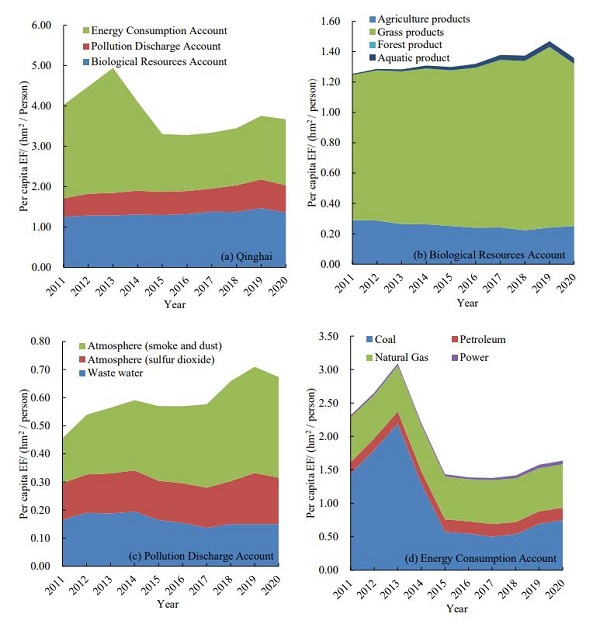 6.00
5.00
4.00
3.00
2.00
1.00
0.00
Per capita EF/ (hm² / Person)
Energy Consumption Account
Pollution Discharge Account
Biological Resources Account
(a) Qinghai
2011 2012 2013 2014 2015 2016 2017 2018 2019 2020
Year
1.60
1.40
1.20
1.00
0.80
0.60
0.40
0.20
0.00
Per capita EF/ (hm² / Person)
Agriculture products
Grass products
Forest product
Aquatic product
(b) Biological Resources Account
2011 2012 2013 2014 2015 2016 2017 2018 2019 2020
Year
0.80
0.70
0.60
0.50
0.40
0.30
0.20
0.10
0.00
Per capita EF/ (hm² / person)
Atmosphere (smoke and dust)
Atmosphere (sulfur dioxide)
Waste water
(c) Pollution Discharge Account
2011 2012 2013 2014 2015 2016 2017 2018 2019 2020
Year
3.50
3.00
2.50
2.00
1.50
1.00
0.50
0.00
Per capita EF/ (hm² / person)
Coal Petroleum
Natural Gas Power
(d) Energy Consumption Account
2011 2012 2013 2014 2015 2016 2017 2018 2019 2020
Year